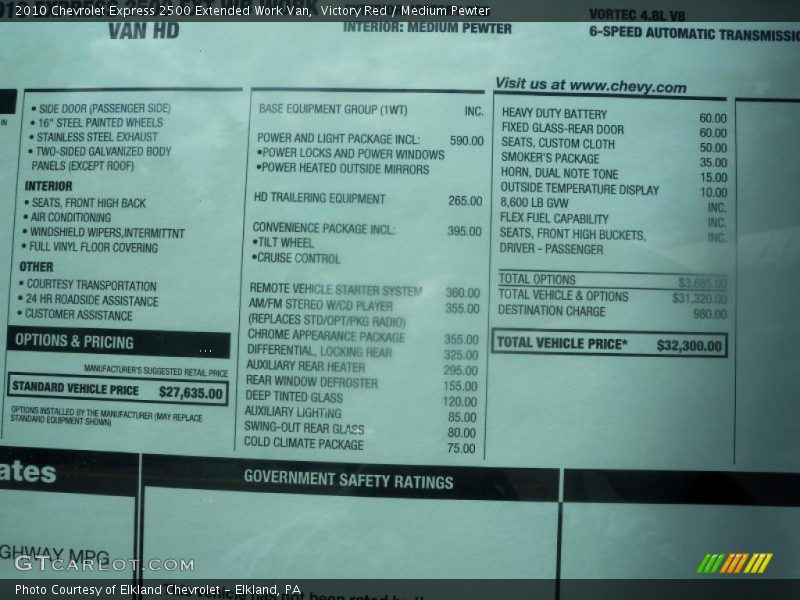 2010 Chevrolet Express 2500 Extended Work Van, Victory Red / Medium Pewter
VAN HD
INTERIOR: MEDIUM PEWTER
VORTEC 4.8L V8
6-SPEED AUTOMATIC TRANSMISSIO
Visit us at www.chevy.com
• SIDE DOOR (PASSENGER SIDE)
• 16" STEEL PAINTED WHEELS
• STAINLESS STEEL EXHAUST
• TWO-SIDED GALVANIZED BODY
PANELS (EXCEPT ROOF)
INTERIOR
• SEATS, FRONT HIGH BACK
• AIR CONDITIONING
• WINDSHIELD WIPERS,INTERMITTNT
• FULL VINYL FLOOR COVERING
OTHER
• COURTESY TRANSPORTATION
• 24 HR ROADSIDE ASSISTANCE
• CUSTOMER ASSISTANCE
OPTIONS & PRICING
MANUFACTURER'S SUGGESTED RETAIL PRICE
STANDARD VEHICLE PRICE $27,635.00
OPTIONS INSTALLED BY THE MANUFACTURER (MAY REPLACE
STANDARD EQUIPMENT SHOWN)
BASE EQUIPMENT GROUP (1WT) INC.
POWER AND LIGHT PACKAGE INCL: 590.00
•POWER LOCKS AND POWER WINDOWS
•POWER HEATED OUTSIDE MIRRORS
HD TRAILERING EQUIPMENT 265.00
CONVENIENCE PACKAGE INCL: 395.00
•TILT WHEEL
•CRUISE CONTROL
REMOTE VEHICLE STARTER SYSTEM 360.00
AM/FM STEREO W/CD PLAYER 355.00
(REPLACES STD/OPT/PKG RADIO)
CHROME APPEARANCE PACKAGE 355.00
DIFFERENTIAL, LOCKING REAR 325.00
AUXILIARY REAR HEATER 295.00
REAR WINDOW DEFROSTER 155.00
DEEP TINTED GLASS 120.00
AUXILIARY LIGHTING 85.00
SWING-OUT REAR GLASS 80.00
COLD CLIMATE PACKAGE 75.00
HEAVY DUTY BATTERY 60.00
FIXED GLASS-REAR DOOR 60.00
SEATS, CUSTOM CLOTH 50.00
SMOKER'S PACKAGE 35.00
HORN, DUAL NOTE TONE 15.00
OUTSIDE TEMPERATURE DISPLAY 10.00
8,600 LB GVW INC.
FLEX FUEL CAPABILITY INC.
SEATS, FRONT HIGH BUCKETS, INC.
DRIVER - PASSENGER
TOTAL OPTIONS $3,685.00
TOTAL VEHICLE & OPTIONS $31,320.00
DESTINATION CHARGE 980.00
TOTAL VEHICLE PRICE* $32,300.00
ates
GOVERNMENT SAFETY RATINGS
GHWAY MPG
GTcarlot.com
Photo Courtesy of Elkland Chevrolet - Elkland, PA